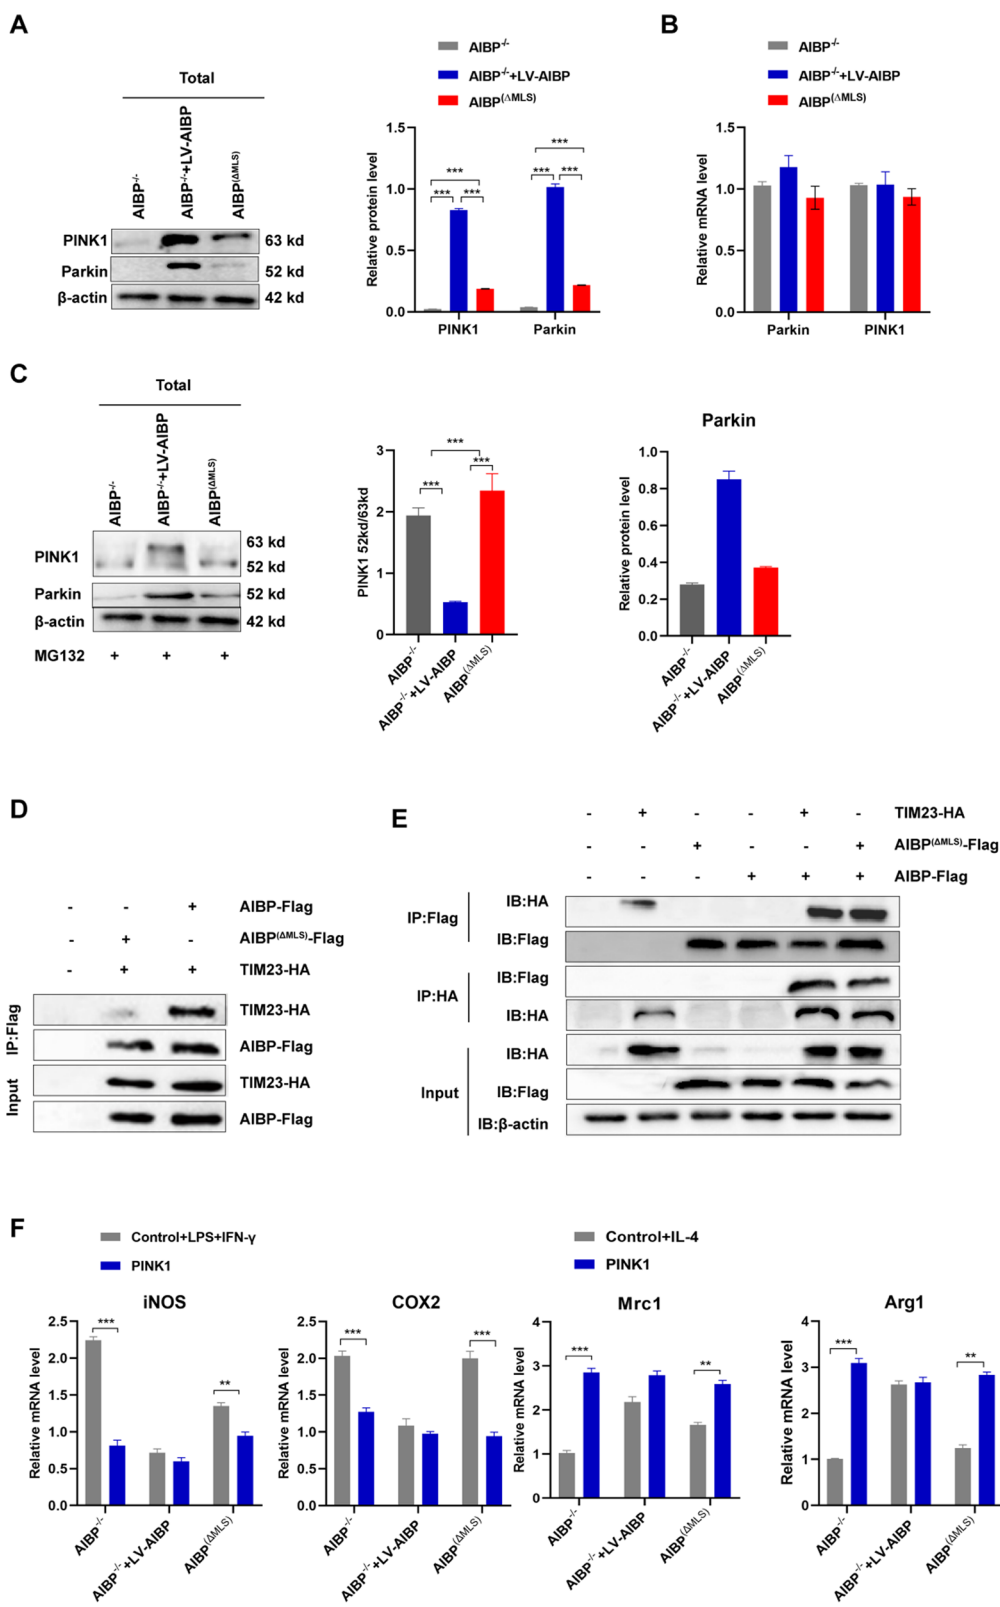 A
Total
AIBP-/-
AIBP-/-+LV-AIBP
AIBP(ΔMLS)
PINK1 63 kd
Parkin 52 kd
β-actin 42 kd
AIBP-/-
AIBP-/-+LV-AIBP
AIBP(ΔMLS)
Relative protein level
1.5
1.0
0.5
0.0
*** ***
*** *** *** ***
PINK1 Parkin
B
AIBP-/-
AIBP-/-+LV-AIBP
AIBP(ΔMLS)
Relative mRNA level
1.5
1.0
0.5
0.0
Parkin PINK1
C
Total
AIBP-/-
AIBP-/-+LV-AIBP
AIBP(ΔMLS)
PINK1 63 kd
52 kd
Parkin 52 kd
β-actin 42 kd
MG132 + + +
PINK1 52kd/63kd
3
2
1
0
***
*** ***
AIBP-/-
AIBP-/-+LV-AIBP
AIBP(ΔMLS)
Parkin
Relative protein level
1.0
0.8
0.6
0.4
0.2
0.0
AIBP-/-
AIBP-/-+LV-AIBP
AIBP(ΔMLS)
D
- - + AIBP-Flag
- + - AIBP(ΔMLS)-Flag
- + + TIM23-HA
IP:Flag
TIM23-HA
AIBP-Flag
Input
TIM23-HA
AIBP-Flag
E
- + - - + - TIM23-HA
- - + - - + AIBP(ΔMLS)-Flag
- - - + + + AIBP-Flag
IP:Flag
IB:HA
IB:Flag
IP:HA
IB:Flag
IB:HA
Input
IB:HA
IB:Flag
IB:β-actin
F
Control+LPS+IFN-γ
PINK1
Control+IL-4
PINK1
iNOS
Relative mRNA level
2.5
2.0
1.5
1.0
0.5
0.0
*** **
AIBP-/-
AIBP-/-+LV-AIBP
AIBP(ΔMLS)
COX2
Relative mRNA level
2.5
2.0
1.5
1.0
0.5
0.0
*** ***
AIBP-/-
AIBP-/-+LV-AIBP
AIBP(ΔMLS)
Mrc1
Relative mRNA level
4
3
2
1
0
*** **
AIBP-/-
AIBP-/-+LV-AIBP
AIBP(ΔMLS)
Arg1
Relative mRNA level
4
3
2
1
0
*** **
AIBP-/-
AIBP-/-+LV-AIBP
AIBP(ΔMLS)